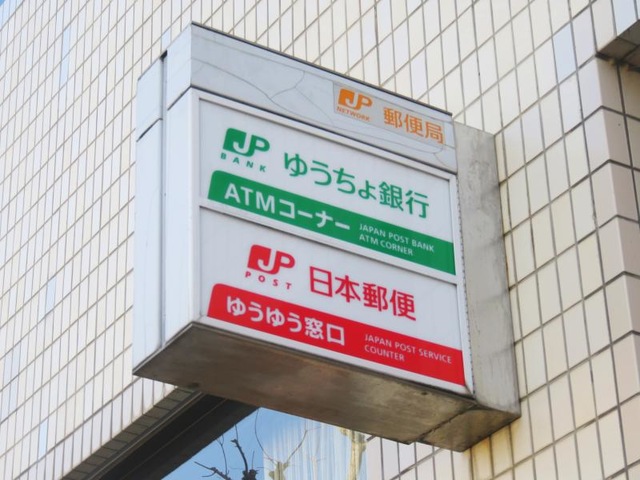 JP NETWORK 郵便局
JP BANK ゆうちょ銀行
ATMコーナー JAPAN POST BANK
ATM CORNER
JP POST 日本郵便
ゆうゆう窓口 JAPAN POST SERVICE
COUNTER